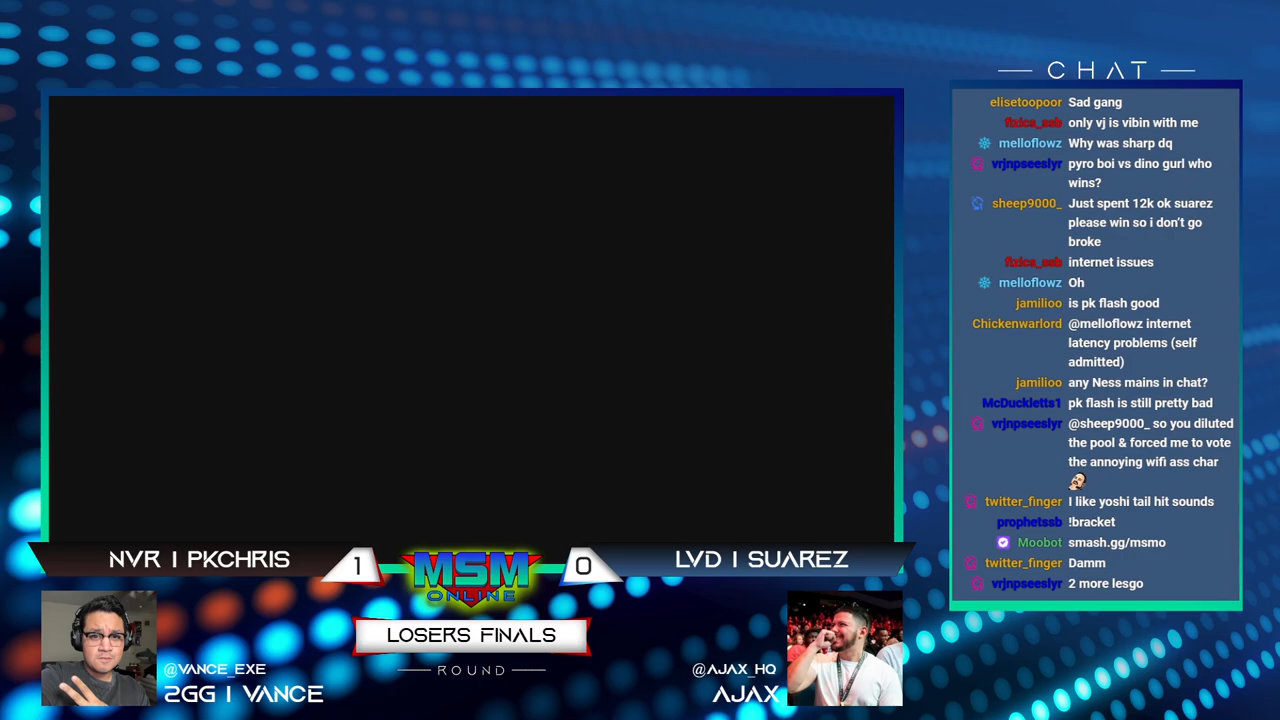 CHAT
elisetoopoor Sad gang
only vj is vibin with me
melloflowz Why was sharp dq
vrjnpseeslyr pyro boi vs dino gurl who
wins?
sheep9000_ Just spent 12k ok suarez
please win so i don't go
broke
internet issues
melloflowz Oh
jamilioo is pk flash good
Chickenwarlord @melloflowz internet
latency problems (self
admitted)
jamilioo any Ness mains in chat?
McDuckletts1 pk flash is still pretty bad
vrjnpseeslyr @sheep9000_ so you diluted
the pool & forced me to vote
the annoying wifi ass char
twitter_finger I like yoshi tail hit sounds
prophetssb !bracket
Moobot smash.gg/msmo
twitter_finger Damm
vrjnpseeslyr 2 more lesgo
NVR | PKCHRIS 1 MSM ONLINE 0 LVD | SUAREZ
LOSERS FINALS
ROUND
@VANCE_EXE
2GG | VANCE
@AJAX_HQ
AJAX